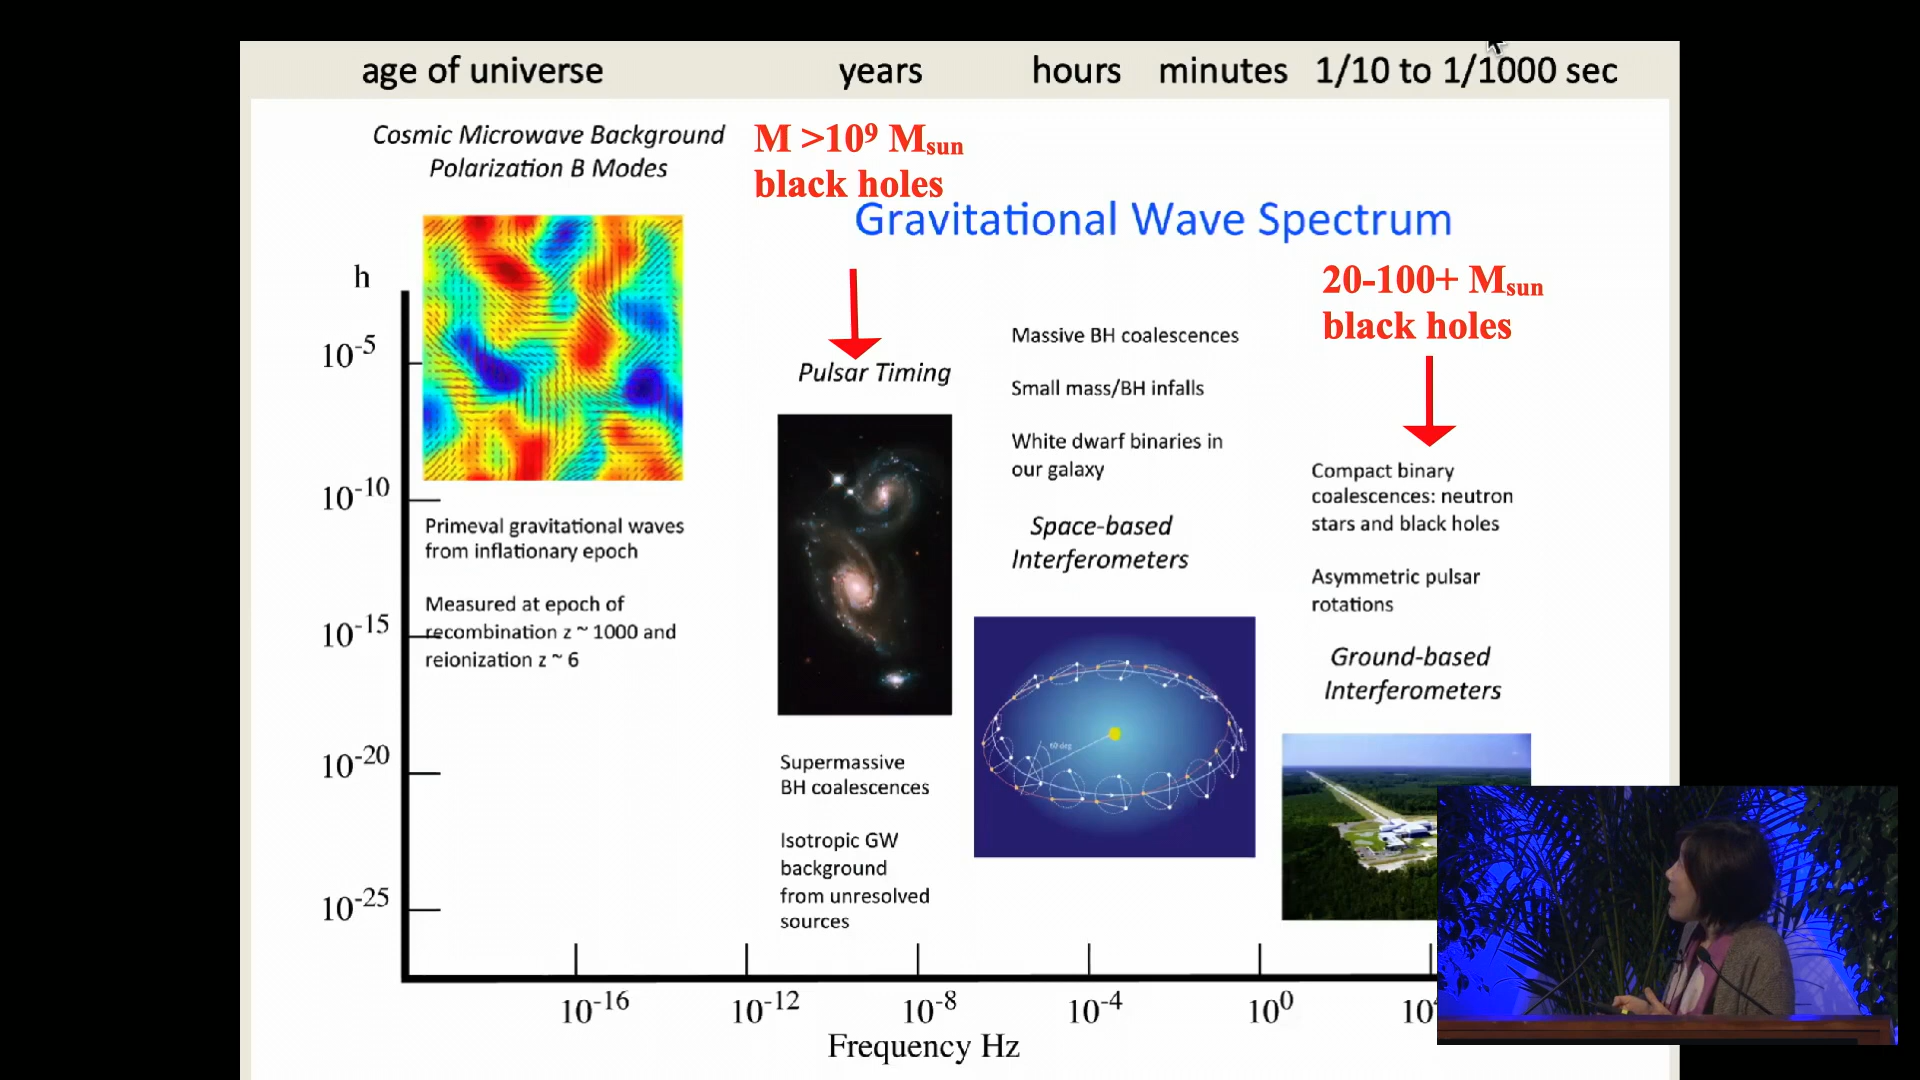 age of universe years hours minutes 1/10 to 1/1000 sec
Cosmic Microwave Background
Polarization B Modes
M >10⁹ Msun
black holes
Gravitational Wave Spectrum
20-100+ Msun
black holes
h
10-5
10-10
10-15
10-20
10-25
Primeval gravitational waves
from inflationary epoch
Measured at epoch of
recombination z ~ 1000 and
reionization z ~ 6
Pulsar Timing
Supermassive
BH coalescences
Isotropic GW
background
from unresolved
sources
Massive BH coalescences
Small mass/BH infalls
White dwarf binaries in
our galaxy
Space-based
Interferometers
60 deg
Compact binary
coalescences: neutron
stars and black holes
Asymmetric pulsar
rotations
Ground-based
Interferometers
10-16 10-12 10-8 10-4 100
Frequency Hz